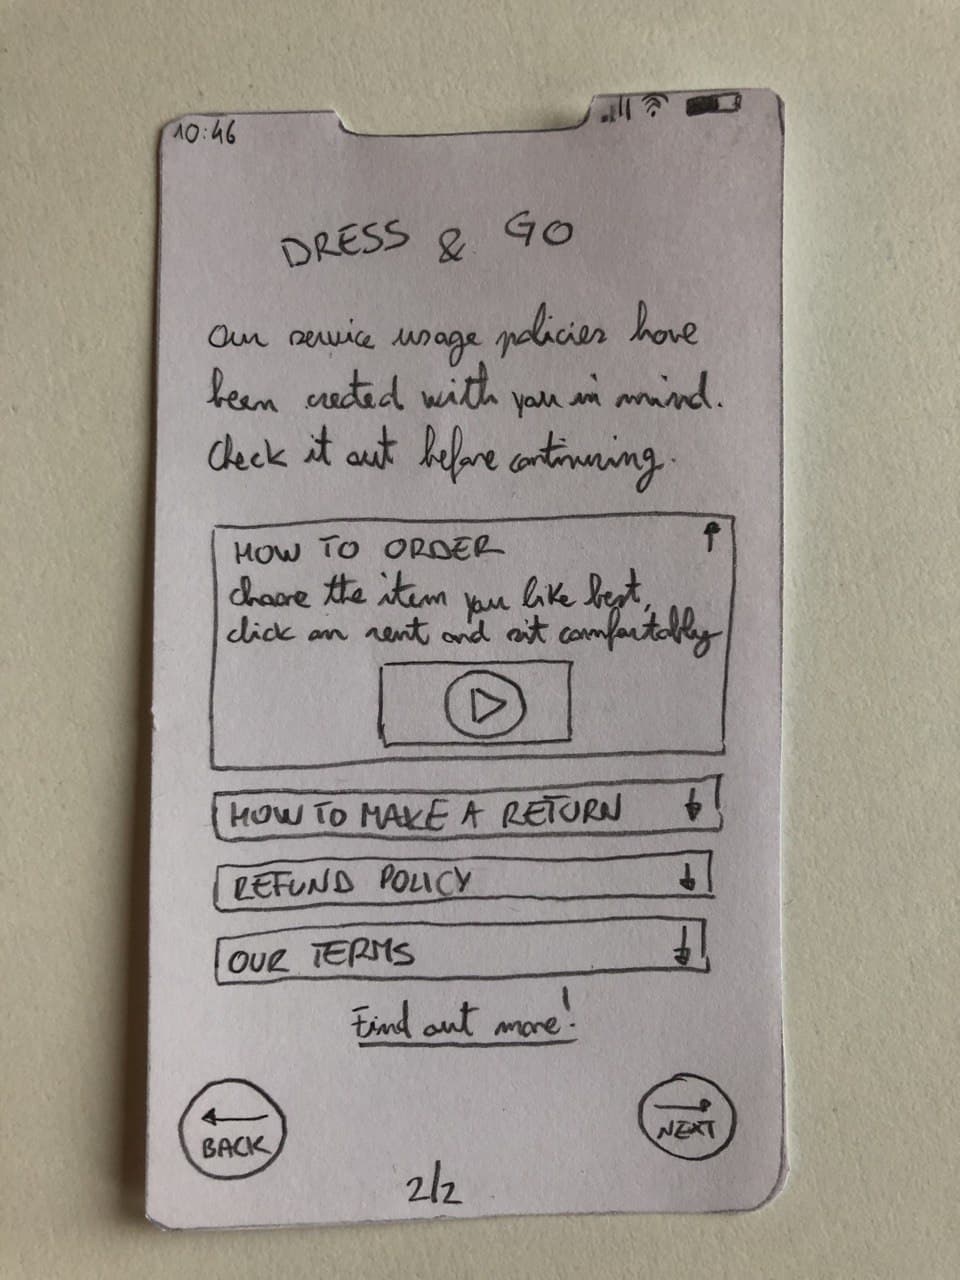 10:46
DRESS & GO
Our service usage policies have
been created with you in mind.
Check it out before continuing.
HOW TO ORDER
choose the item you like best,
click on rent and sit comfortably
HOW TO MAKE A RETURN
REFUND POLICY
OUR TERMS
Find out more!
BACK
NEXT
2/2